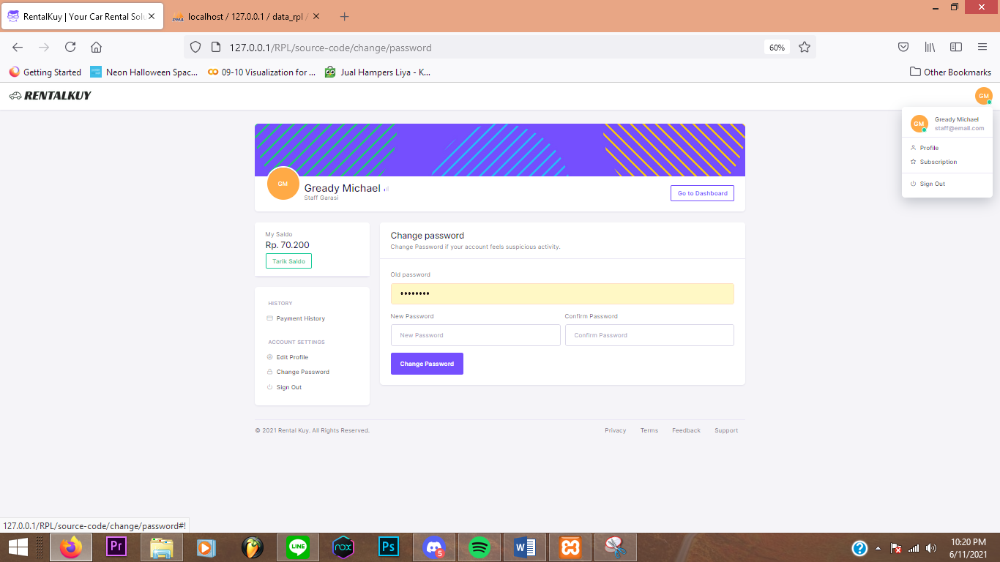 RentalKuy | Your Car Rental Solu
PMA localhost / 127.0.0.1 / data_rpl /
127.0.0.1/RPL/source-code/change/password
60%
Getting Started
Neon Halloween Spac...
09-10 Visualization for ...
Jual Hampers Liya - K...
Other Bookmarks
RENTALKUY
GM
GM
Gready Michael
staff@email.com
Profile
Subscription
Sign Out
GM
Gready Michael
Staff Garasi
Go to Dashboard
My Saldo
Rp. 70.200
Tarik Saldo
HISTORY
Payment History
ACCOUNT SETTINGS
Edit Profile
Change Password
Sign Out
Change password
Change Password if your account feels suspicious activity.
Old password
••••••••
New Password
Confirm Password
New Password
Confirm Password
Change Password
© 2021 Rental Kuy. All Rights Reserved.
Privacy
Terms
Feedback
Support
127.0.0.1/RPL/source-code/change/password#!
Pr
LINE
nox
Ps
5
W
?
10:20 PM
6/11/2021